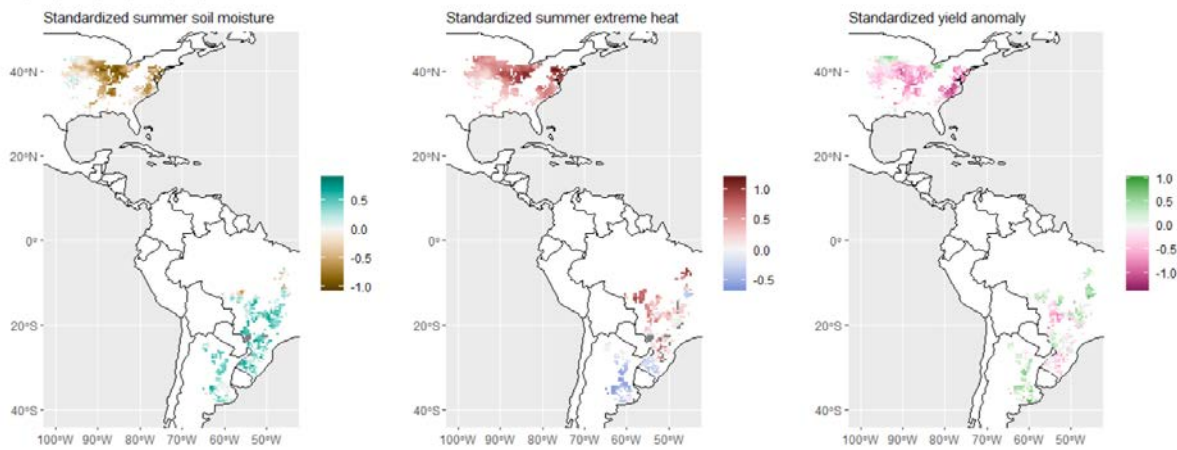 Standardized summer soil moisture
40°N
20°N
0°
20°S
40°S
100°W 90°W 80°W 70°W 60°W 50°W
0.5
0.0
-0.5
-1.0
Standardized summer extreme heat
40°N
20°N
0°
20°S
40°S
100°W 90°W 80°W 70°W 60°W 50°W
1.0
0.5
0.0
-0.5
Standardized yield anomaly
40°N
20°N
0°
20°S
40°S
100°W 90°W 80°W 70°W 60°W 50°W
1.0
0.5
0.0
-0.5
-1.0